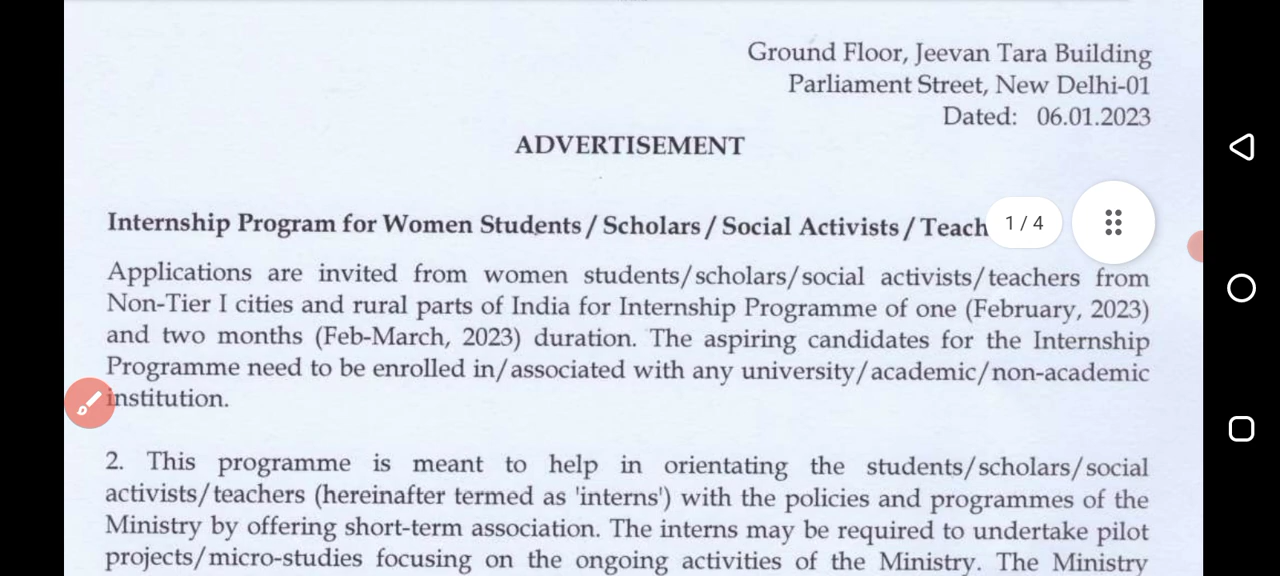 Ground Floor, Jeevan Tara Building
Parliament Street, New Delhi-01
Dated: 06.01.2023
ADVERTISEMENT
Internship Program for Women Students/Scholars/Social Activists/Teach
1 / 4
Applications are invited from women students/scholars/social activists/teachers from
Non-Tier I cities and rural parts of India for Internship Programme of one (February, 2023)
and two months (Feb-March, 2023) duration. The aspiring candidates for the Internship
Programme need to be enrolled in/associated with any university/academic/non-academic
institution.
2. This programme is meant to help in orientating the students/scholars/social
activists/teachers (hereinafter termed as 'interns') with the policies and programmes of the
Ministry by offering short-term association. The interns may be required to undertake pilot
projects/micro-studies focusing on the ongoing activities of the Ministry. The Ministry